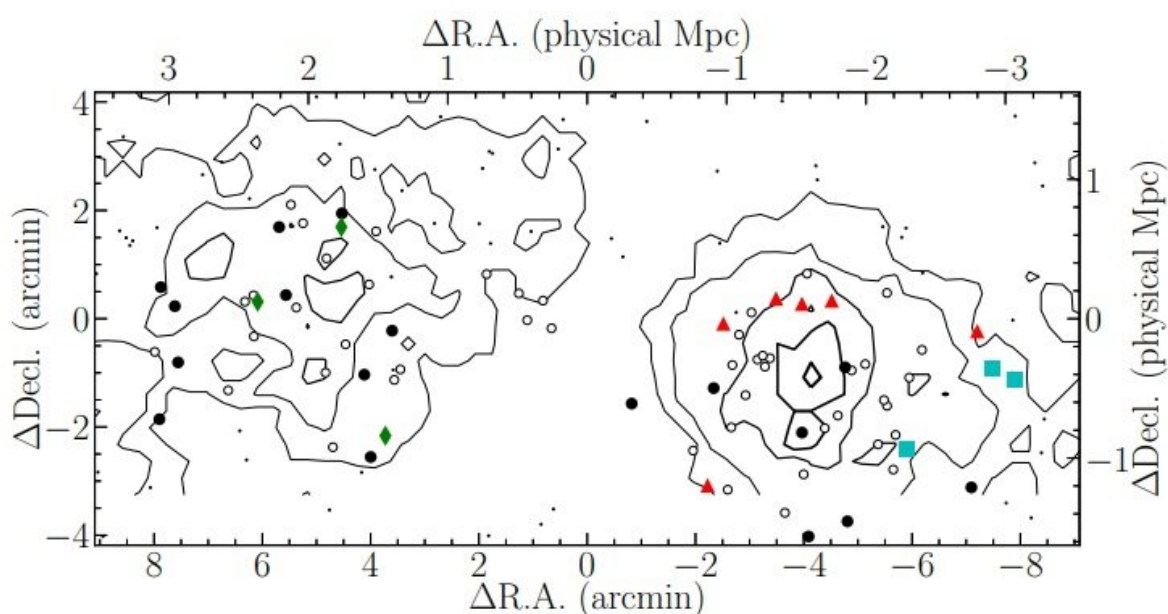 ΔR.A. (physical Mpc)
3 2 1 0 −1 −2 −3
4
2
0
−2
−4
ΔDecl. (arcmin)
1
0
−1
ΔDecl. (physical Mpc)
8 6 4 2 0 −2 −4 −6 −8
ΔR.A. (arcmin)